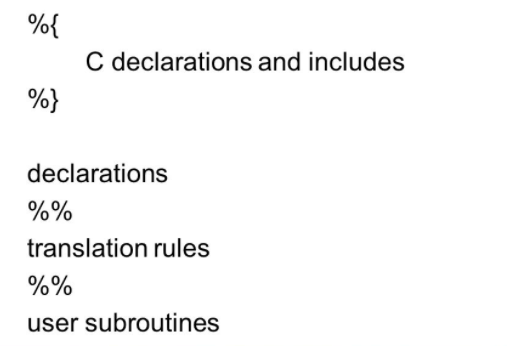 %{
C declarations and includes
%}
declarations
%%
translation rules
%%
user subroutines